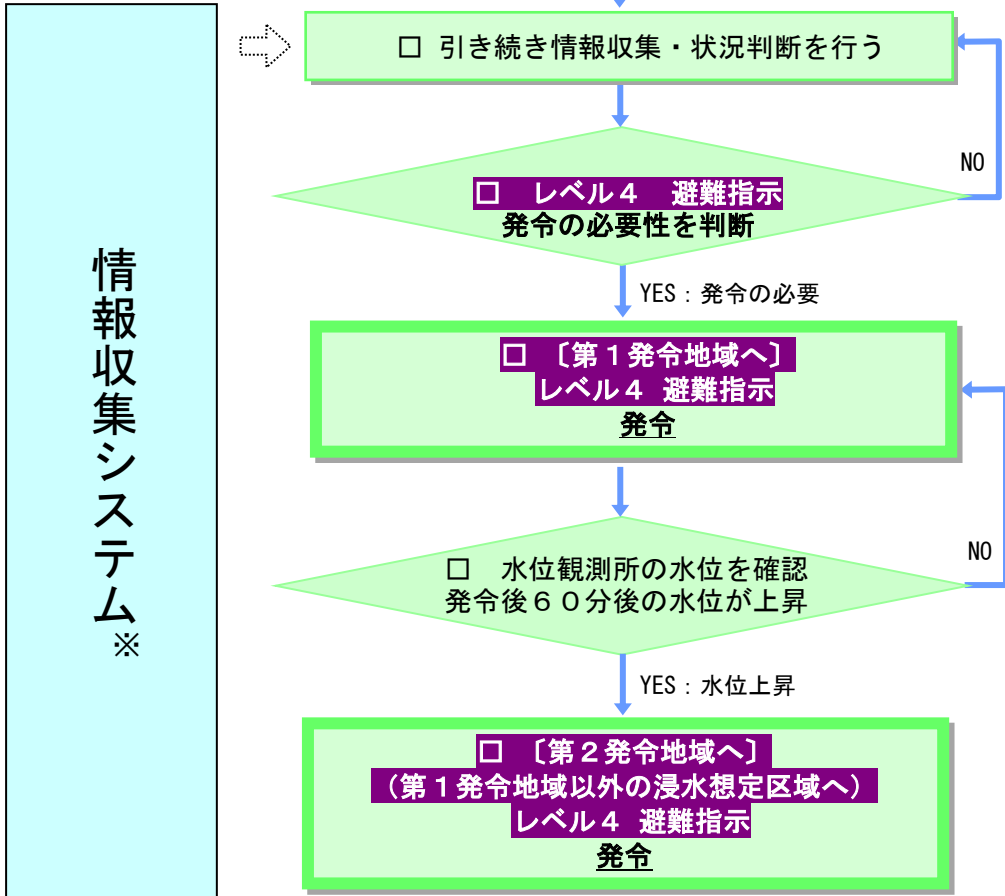 情報収集システム※
□ 引き続き情報収集・状況判断を行う
NO
□ レベル４ 避難指示
発令の必要性を判断
YES：発令の必要
□ 〔第１発令地域へ〕
レベル４ 避難指示
発令
NO
□ 水位観測所の水位を確認
発令後６０分後の水位が上昇
YES：水位上昇
□ 〔第２発令地域へ〕
（第１発令地域以外の浸水想定区域へ）
レベル４ 避難指示
発令